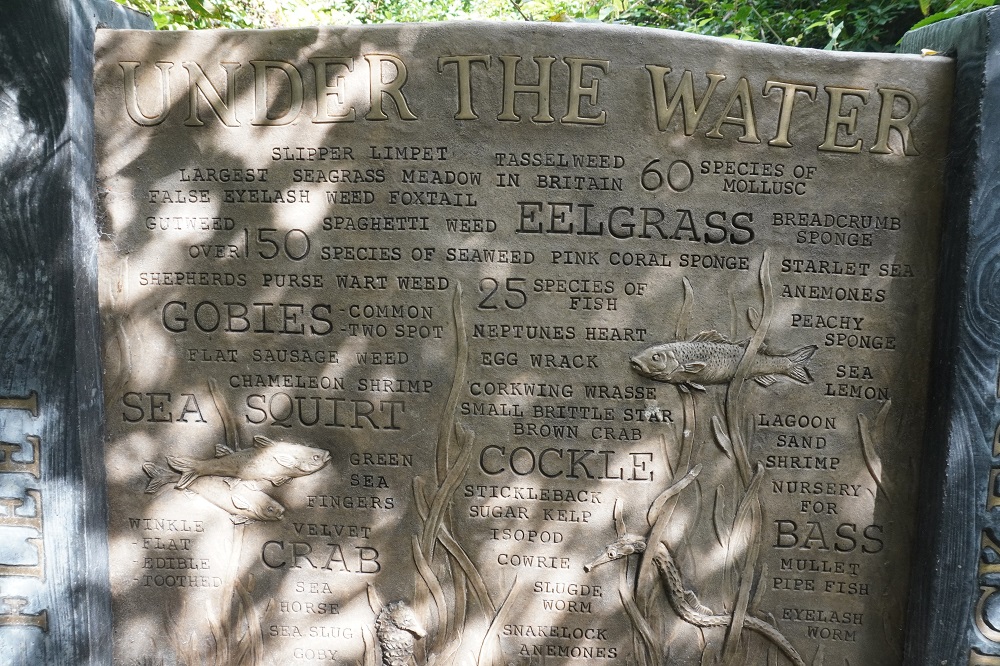 UNDER THE WATER
SLIPPER LIMPET
TASSELWEED
60 SPECIES OF
MOLLUSC
LARGEST SEAGRASS MEADOW IN BRITAIN
FALSE EYELASH WEED FOXTAIL
GUTWEED
SPAGHETTI WEED
EELGRASS
BREADCRUMB
SPONGE
OVER 150 SPECIES OF SEAWEED
PINK CORAL SPONGE
STARLET SEA
ANEMONES
SHEPHERDS PURSE WART WEED
25 SPECIES OF
FISH
GOBIES -COMMON
-TWO SPOT
NEPTUNES HEART
PEACHY
SPONGE
FLAT SAUSAGE WEED
EGG WRACK
SEA
LEMON
CHAMELEON SHRIMP
CORKWING WRASSE
SEA SQUIRT
SMALL BRITTLE STAR
BROWN CRAB
LAGOON
SAND
SHRIMP
GREEN
SEA
FINGERS
COCKLE
STICKLEBACK
SUGAR KELP
NURSERY
FOR
BASS
WINKLE
-FLAT
-EDIBLE
-TOOTHED
VELVET
CRAB
ISOPOD
COWRIE
MULLET
PIPE FISH
SEA
HORSE
SLUGDE
WORM
EYELASH
WORM
SEA SLUG
GOBY
SNAKELOCK
ANEMONES
THE